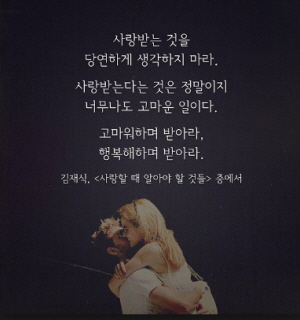 사랑받는 것을
당연하게 생각하지 마라.
사랑받는다는 것은 정말이지
너무나도 고마운 일이다.
고마워하며 받아라,
행복해하며 받아라.
김재식, <사랑할 때 알아야 할 것들> 중에서